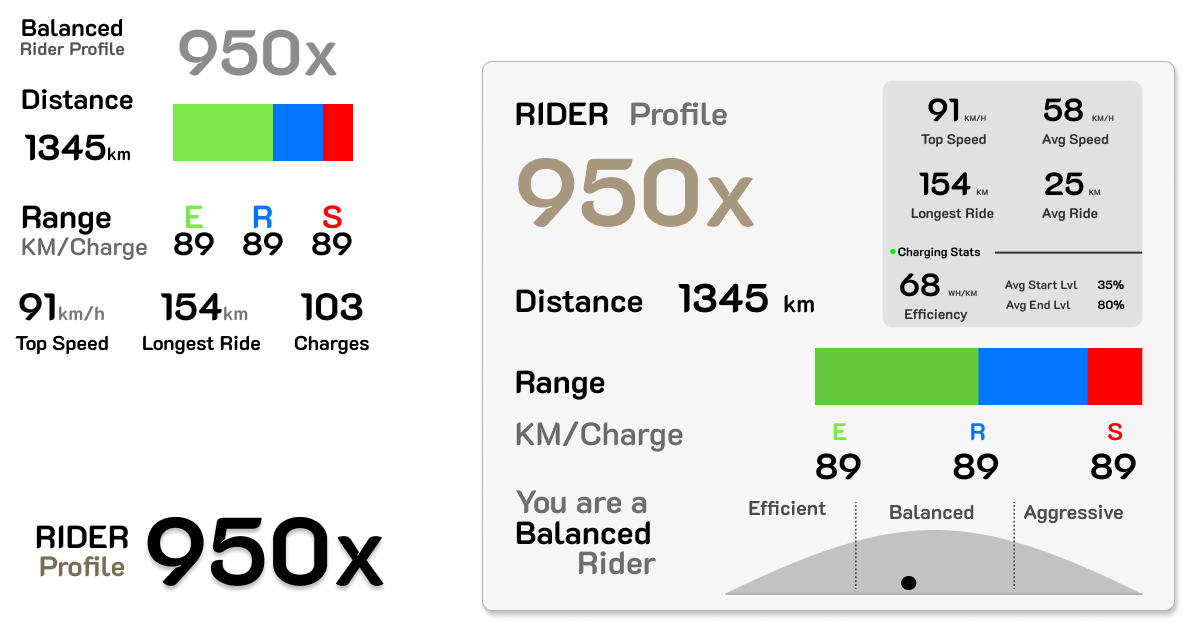 Balanced
Rider Profile
950x
Distance
1345km
Range
KM/Charge
E R S
89 89 89
91km/h 154km 103
Top Speed Longest Ride Charges
RIDER
Profile
950x
RIDER Profile
950x
91 KM/H 58 KM/H
Top Speed Avg Speed
154 KM 25 KM
Longest Ride Avg Ride
Charging Stats
68 WH/KM
Efficiency
Avg Start Lvl 35%
Avg End Lvl 80%
Distance 1345 km
Range
KM/Charge
E R S
89 89 89
You are a
Balanced
Rider
Efficient Balanced Aggressive